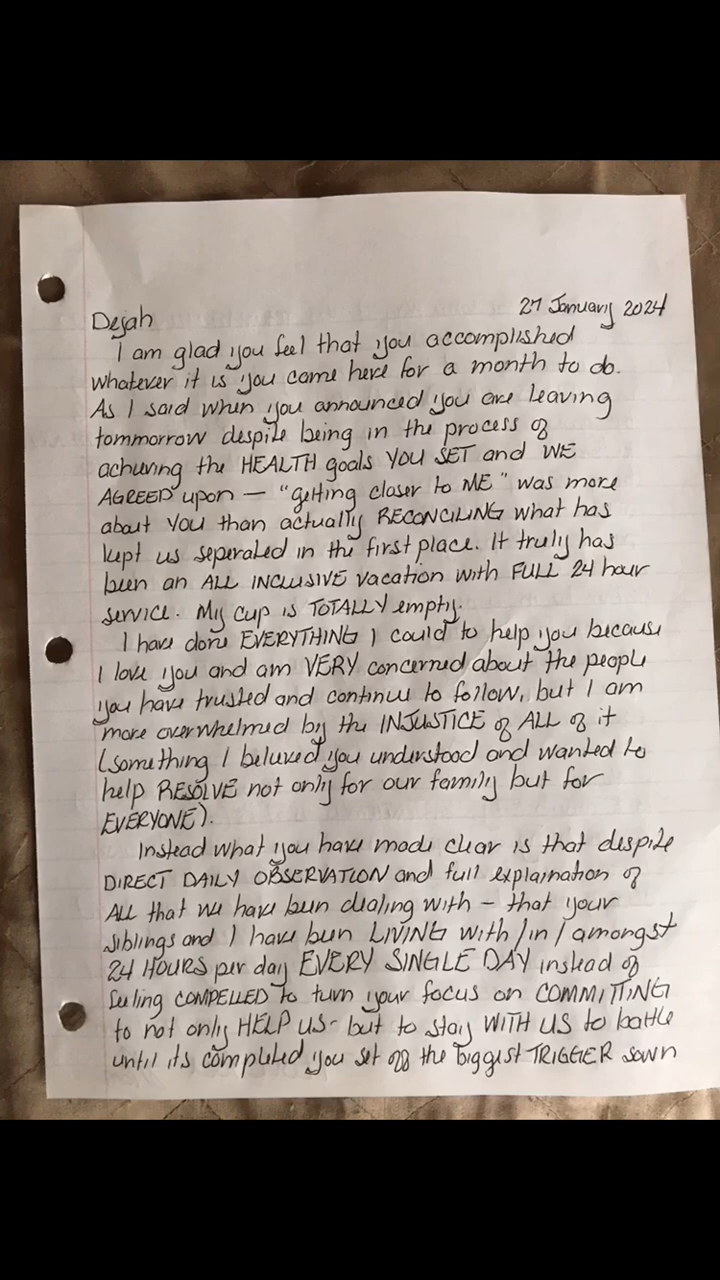 27 January 2024
Dejah
I am glad you feel that you accomplished
whatever it is you came here for a month to do.
As I said when you announced you are leaving
tommorrow despite being in the process of
achieving the HEALTH goals YOU SET and WE
AGREED upon — "getting closer to ME" was more
about YOU than actually RECONCILING what has
kept us seperated in the first place. It truly has
been an ALL INCLUSIVE vacation with FULL 24 hour
service. My cup is TOTALLY empty.
I have done EVERYTHING I could to help you because
I love you and am VERY concerned about the people
you have trusted and continue to follow, but I am
more overwhelmed by the INJUSTICE of ALL of it
(something I believed you understood and wanted to
help RESOLVE not only for our family but for
EVERYONE).
Instead what you have made clear is that despite
DIRECT DAILY OBSERVATION and full explaination of
ALL that we have been dealing with – that your
siblings and I have been LIVING with/in/amongst
24 HOURS per day EVERY SINGLE DAY instead of
feeling COMPELLED to turn your focus on COMMITTING
to not only HELP US - but to stay WITH US to battle
until its completed you set off the biggest TRIGGER sown